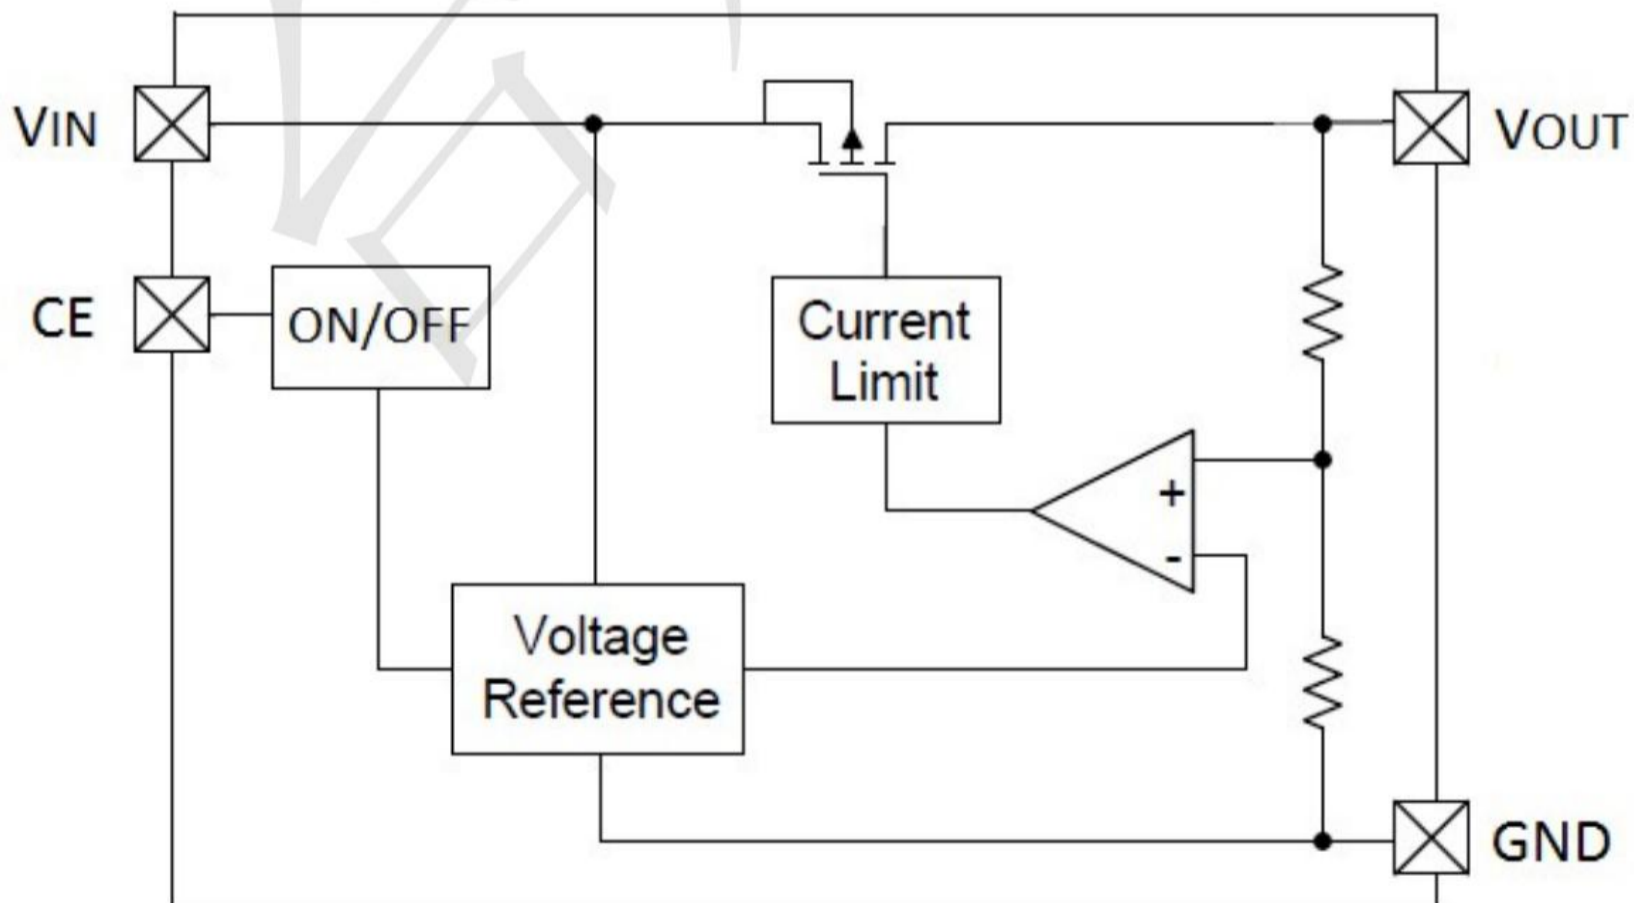 VIN
VOUT
CE
ON/OFF
Current
Limit
+
-
Voltage
Reference
GND